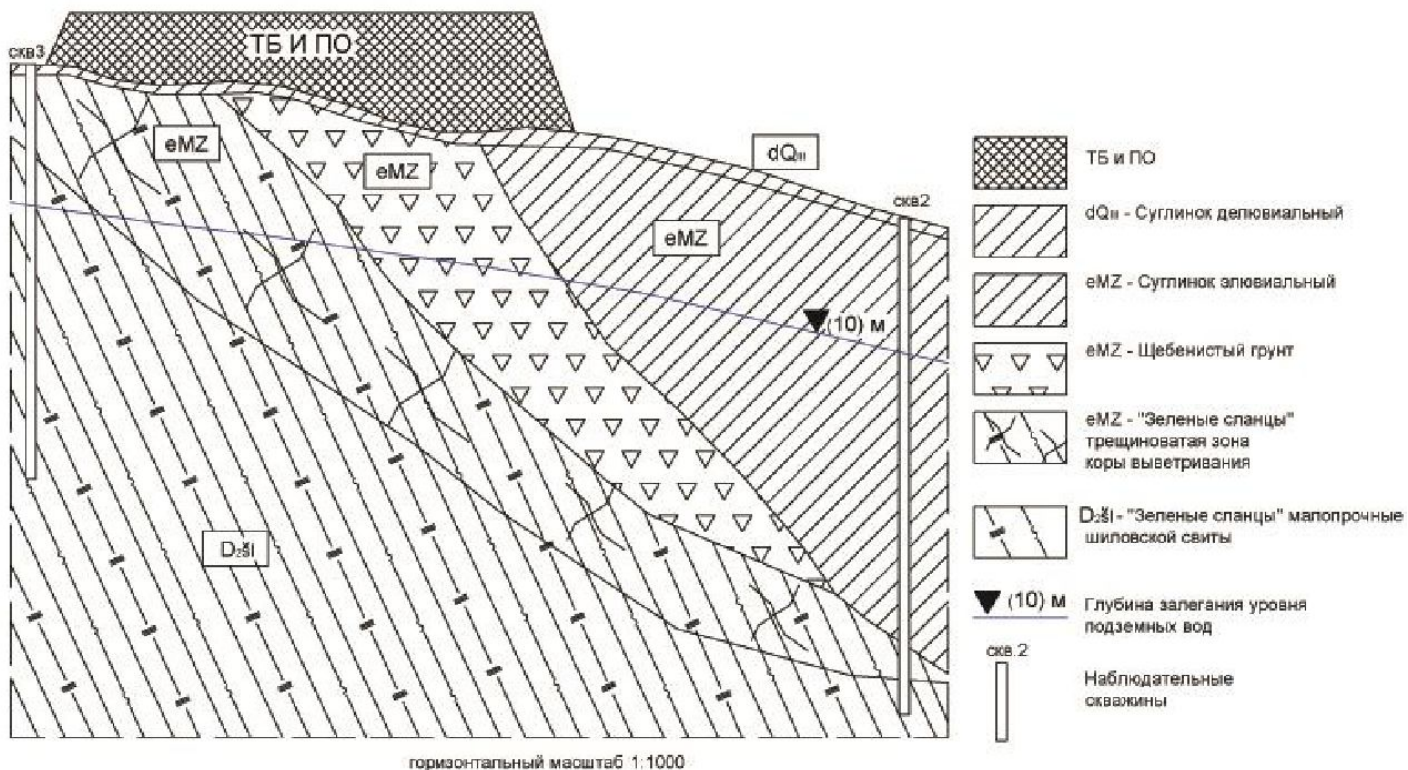 ТБ И ПО
скв3
eMZ
eMZ
dQIII
скв2
eMZ
(10) м
D₂šl
горизонтальный масштаб 1:1000
ТБ и ПО
dQIII - Суглинок делювиальный
eMZ - Суглинок элювиальный
eMZ - Щебенистый грунт
eMZ - "Зеленые сланцы"
трещиноватая зона
коры выветривания
D₂šl - "Зеленые сланцы" малопрочные
шиловской свиты
(10) м Глубина залегания уровня
подземных вод
скв.2
Наблюдательные
скважины